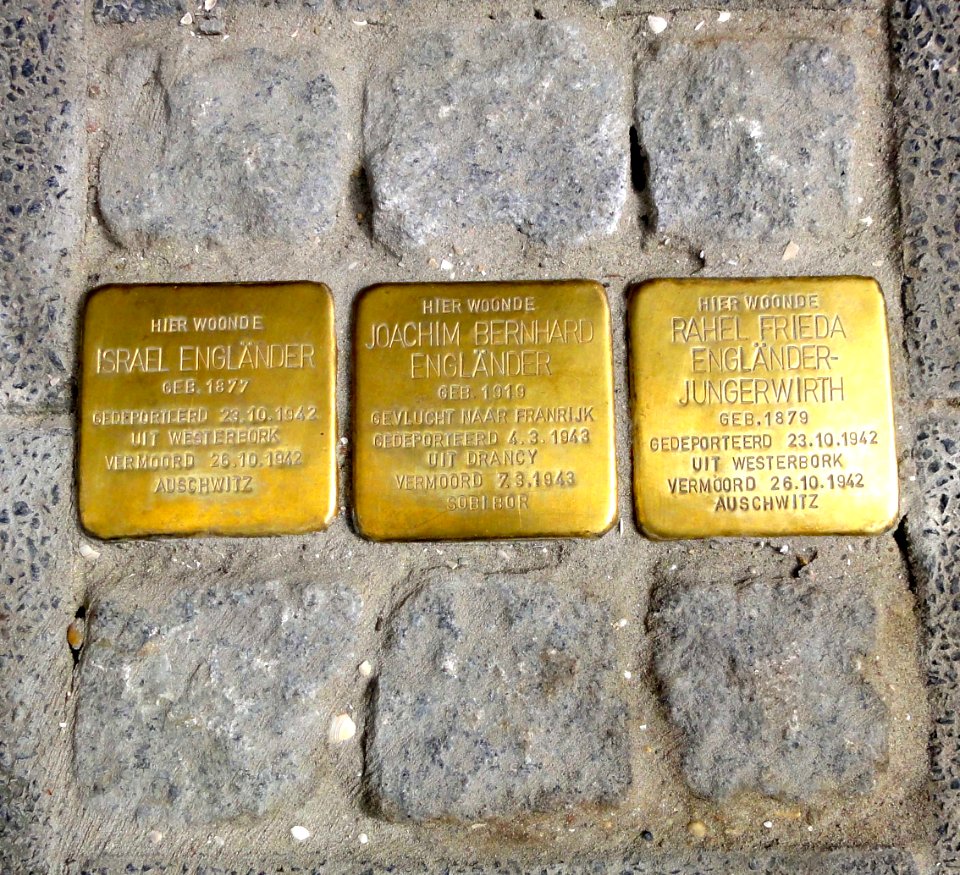 HIER WOONDE
ISRAEL ENGLÄNDER
GEB. 1877
GEDEPORTEERD 23.10.1942
UIT WESTERBORK
VERMOORD 26.10.1942
AUSCHWITZ
HIER WOONDE
JOACHIM BERNHARD
ENGLÄNDER
GEB. 1919
GEVLUCHT NAAR FRANRIJK
GEDEPORTEERD 4.3.1943
UIT DRANCY
VERMOORD 7.3.1943
SOBIBOR
HIER WOONDE
RAHEL FRIEDA
ENGLÄNDER-
JUNGERWIRTH
GEB. 1879
GEDEPORTEERD 23.10.1942
UIT WESTERBORK
VERMOORD 26.10.1942
AUSCHWITZ